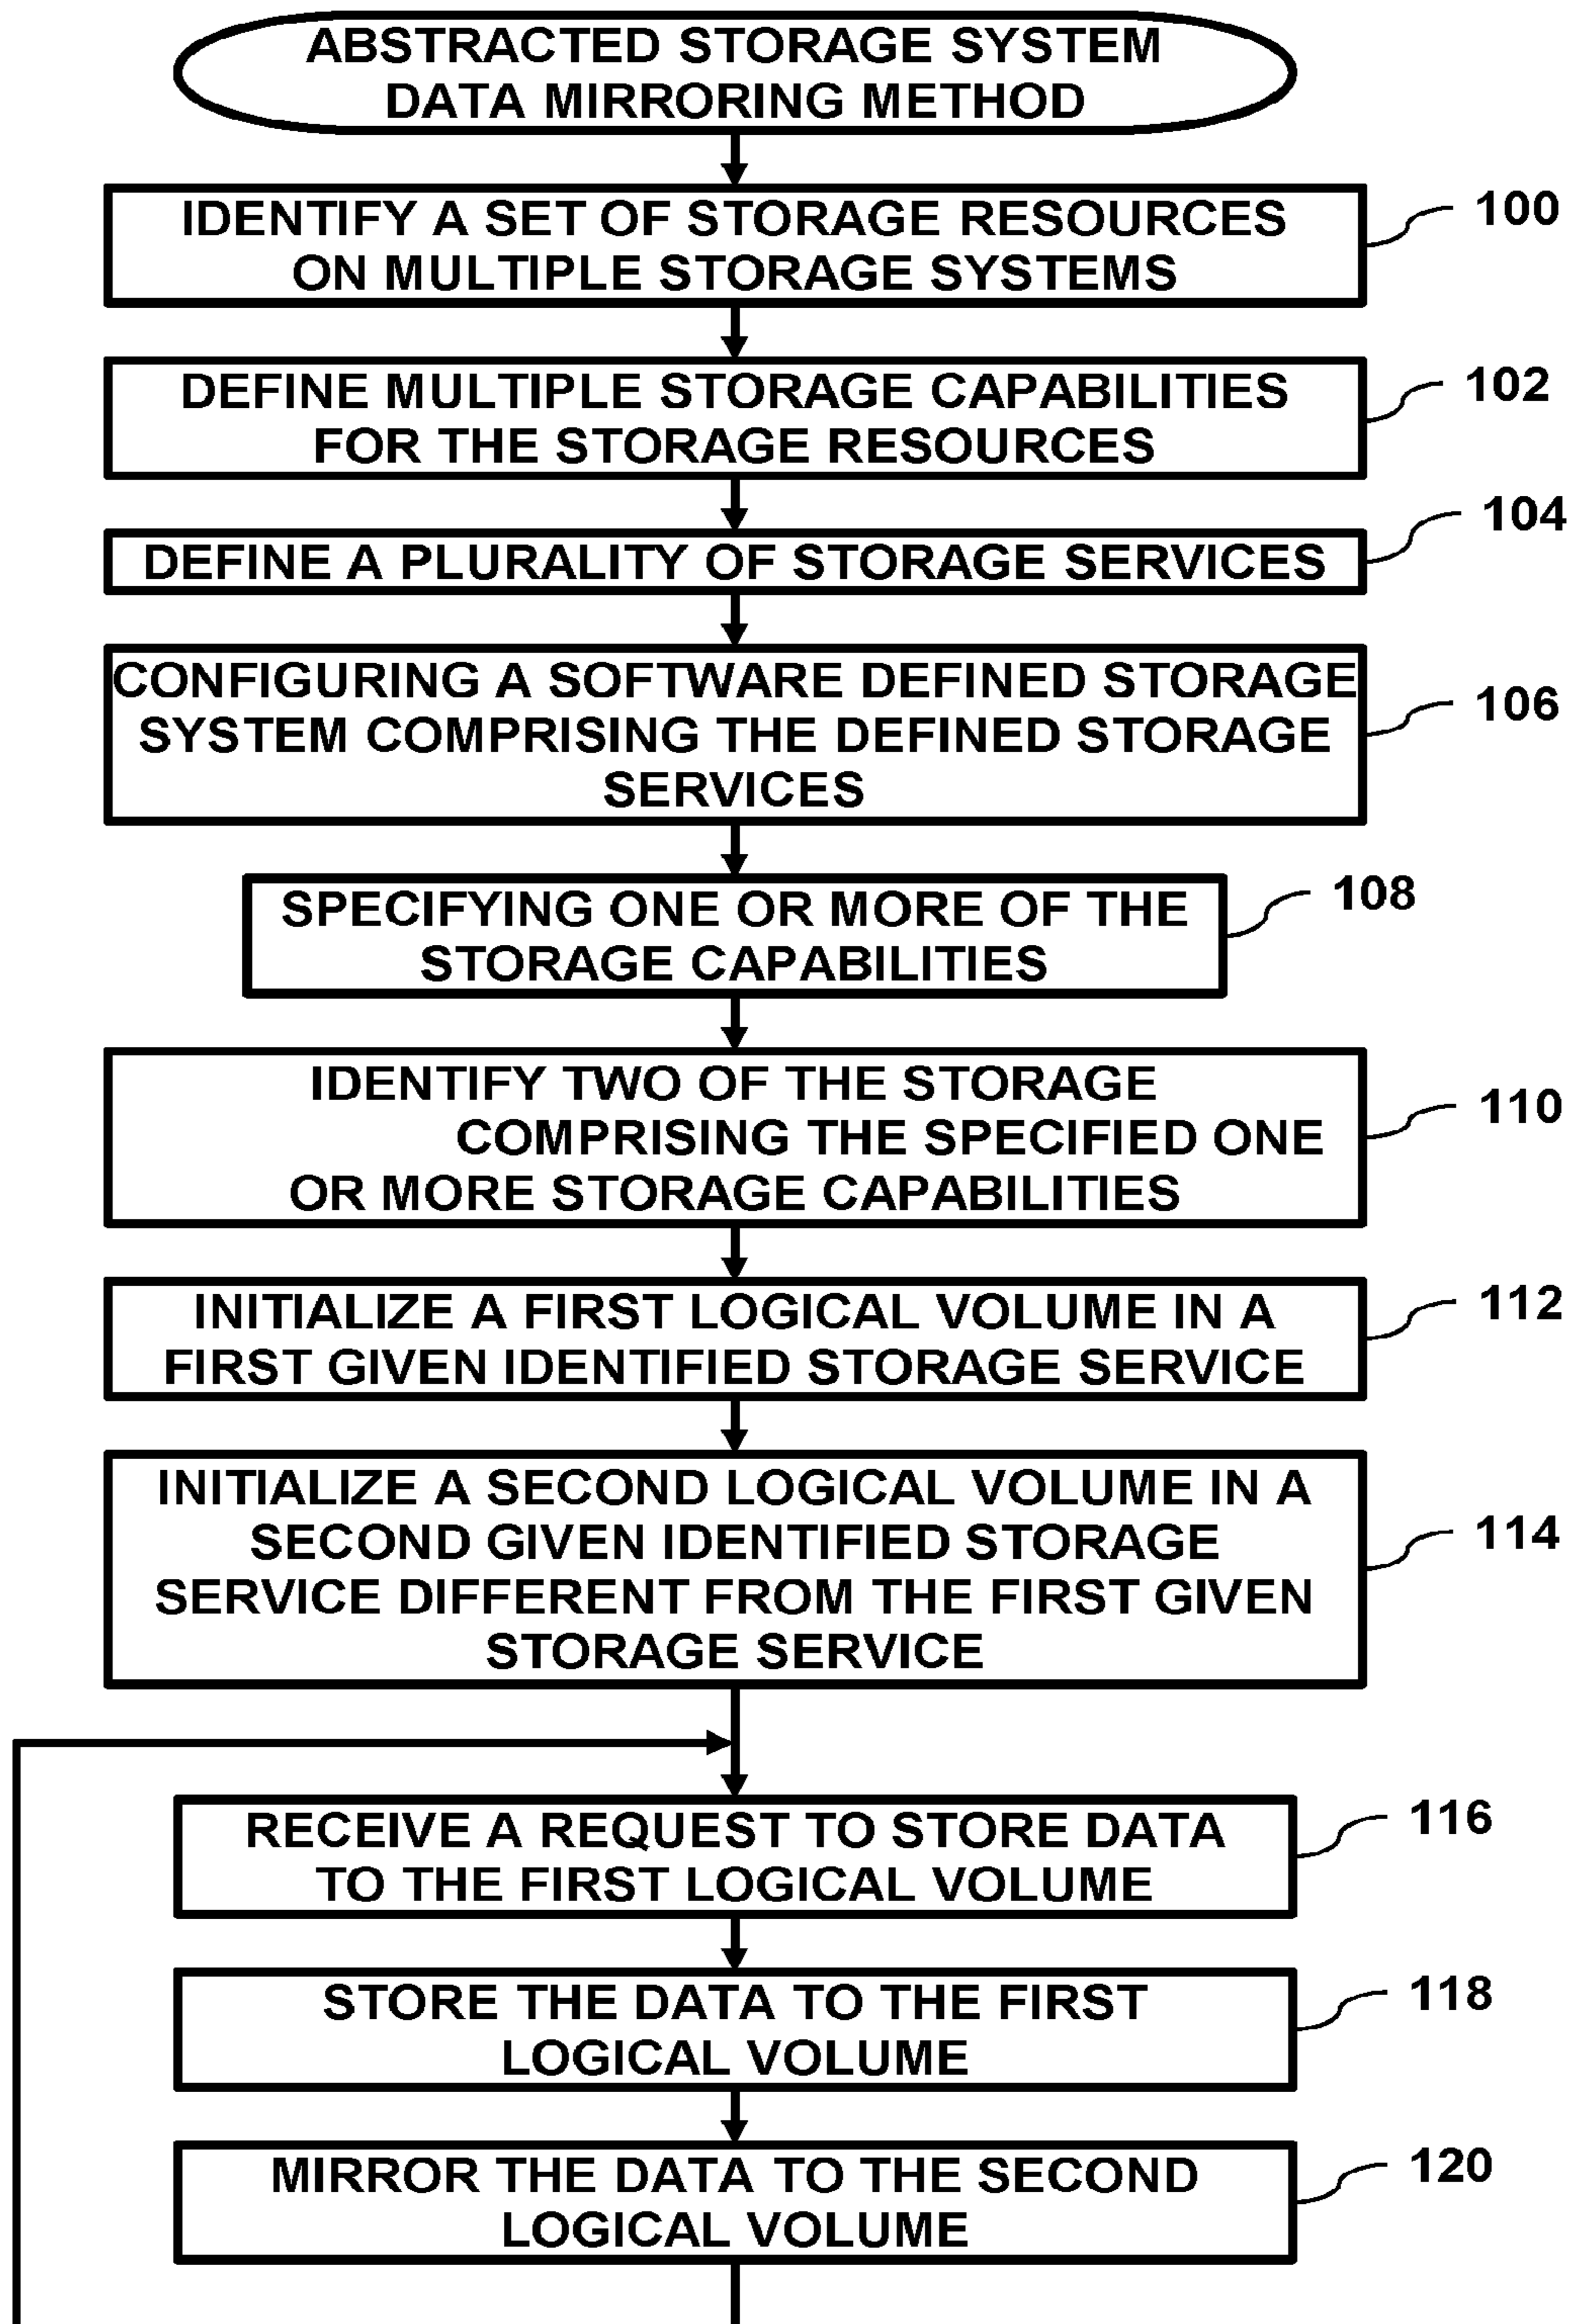 ABSTRACTED STORAGE SYSTEM
DATA MIRRORING METHOD
IDENTIFY A SET OF STORAGE RESOURCES
ON MULTIPLE STORAGE SYSTEMS
100
DEFINE MULTIPLE STORAGE CAPABILITIES
FOR THE STORAGE RESOURCES
102
DEFINE A PLURALITY OF STORAGE SERVICES
104
CONFIGURING A SOFTWARE DEFINED STORAGE
SYSTEM COMPRISING THE DEFINED STORAGE
SERVICES
106
SPECIFYING ONE OR MORE OF THE
STORAGE CAPABILITIES
108
IDENTIFY TWO OF THE STORAGE
COMPRISING THE SPECIFIED ONE
OR MORE STORAGE CAPABILITIES
110
INITIALIZE A FIRST LOGICAL VOLUME IN A
FIRST GIVEN IDENTIFIED STORAGE SERVICE
112
INITIALIZE A SECOND LOGICAL VOLUME IN A
SECOND GIVEN IDENTIFIED STORAGE
SERVICE DIFFERENT FROM THE FIRST GIVEN
STORAGE SERVICE
114
RECEIVE A REQUEST TO STORE DATA
TO THE FIRST LOGICAL VOLUME
116
STORE THE DATA TO THE FIRST
LOGICAL VOLUME
118
MIRROR THE DATA TO THE SECOND
LOGICAL VOLUME
120